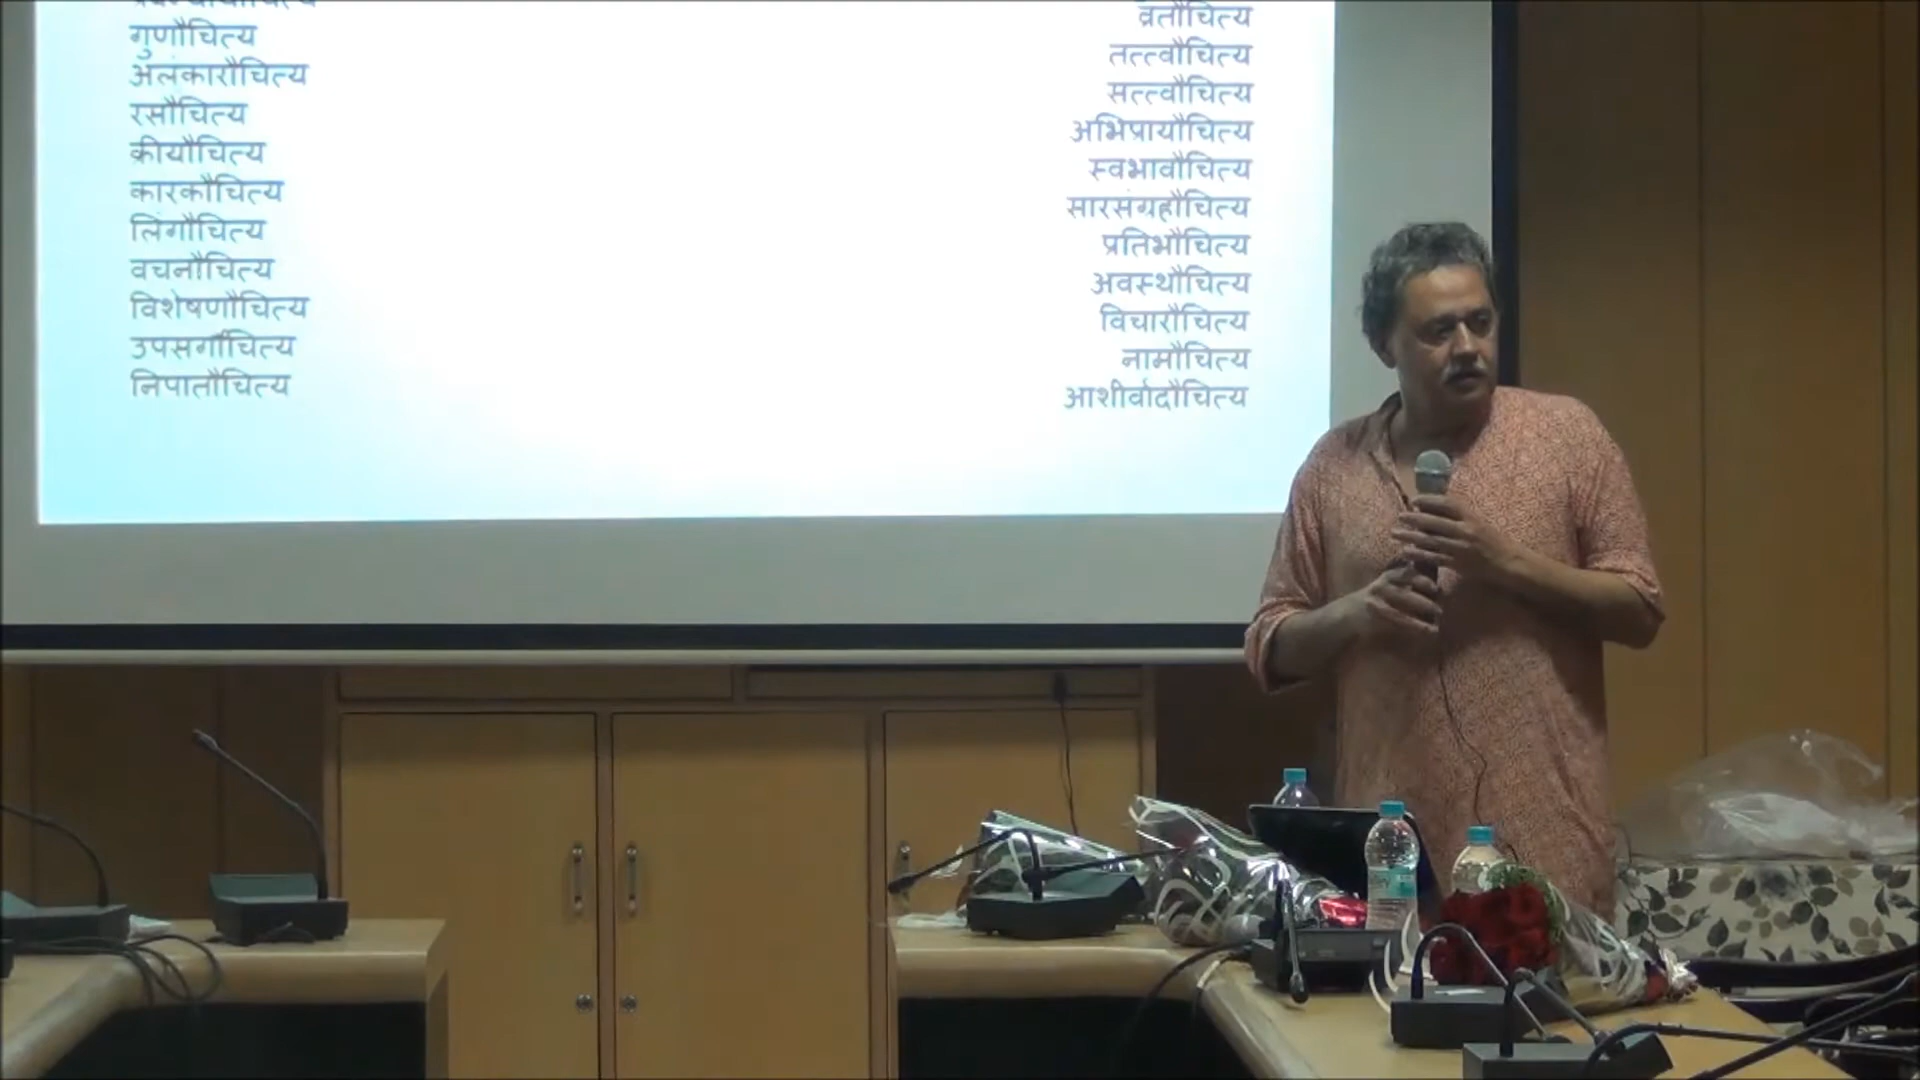 गुणौचित्य
अलंकारौचित्य
रसौचित्य
क्रीयौचित्य
कारकौचित्य
लिंगौचित्य
वचनौचित्य
विशेषणौचित्य
उपसर्गौचित्य
निपातौचित्य
व्रतौचित्य
तत्त्वौचित्य
सत्त्वौचित्य
अभिप्रायौचित्य
स्वभावौचित्य
सारसंग्रहौचित्य
प्रतिभौचित्य
अवस्थौचित्य
विचारौचित्य
नामौचित्य
आशीर्वादौचित्य